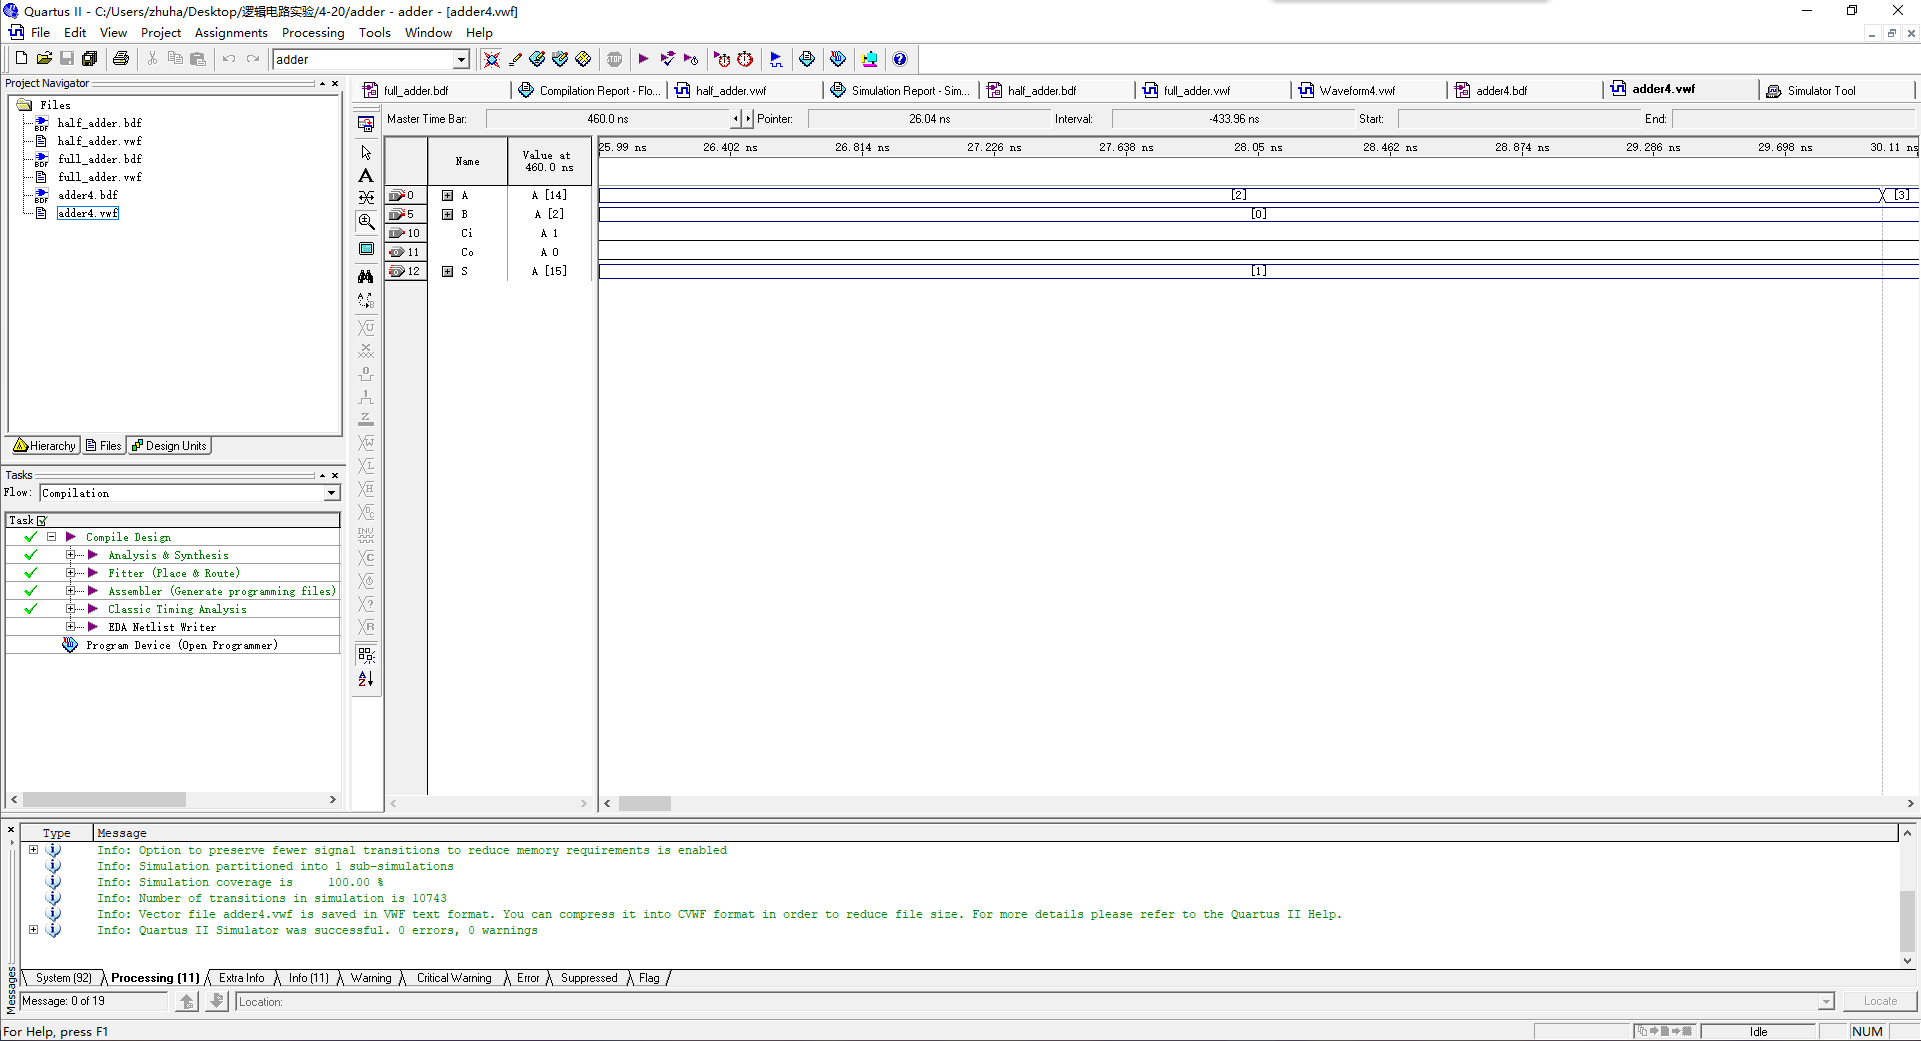 Quartus II - C:/Users/zhuha/Desktop/逻辑电路实验/4-20/adder - adder - [adder4.vwf]
File Edit View Project Assignments Processing Tools Window Help
adder
Project Navigator
Files
half_adder.bdf
half_adder.vwf
full_adder.bdf
full_adder.vwf
adder4.bdf
adder4.vwf
Hierarchy Files Design Units
Tasks
Flow: Compilation
Task
Compile Design
Analysis & Synthesis
Fitter (Place & Route)
Assembler (Generate programming files)
Classic Timing Analysis
EDA Netlist Writer
Program Device (Open Programmer)
full_adder.bdf Compilation Report - Flo... half_adder.vwf Simulation Report - Sim... half_adder.bdf full_adder.vwf Waveform4.vwf adder4.bdf adder4.vwf Simulator Tool
Master Time Bar: 460.0 ns Pointer: 26.04 ns Interval: -433.96 ns Start: End:
Name Value at 460.0 ns
25.99 ns 26.402 ns 26.814 ns 27.226 ns 27.638 ns 28.05 ns 28.462 ns 28.874 ns 29.286 ns 29.698 ns 30.11 ns
0 A A [14] [2] [3]
5 B A [2] [0]
10 Ci A 1
11 Co A 0
12 S A [15] [1]
Type Message
Info: Option to preserve fewer signal transitions to reduce memory requirements is enabled
Info: Simulation partitioned into 1 sub-simulations
Info: Simulation coverage is 100.00 %
Info: Number of transitions in simulation is 10743
Info: Vector file adder4.vwf is saved in VWF text format. You can compress it into CVWF format in order to reduce file size. For more details please refer to the Quartus II Help.
Info: Quartus II Simulator was successful. 0 errors, 0 warnings
Messages
System (92) Processing (11) Extra Info Info (11) Warning Critical Warning Error Suppressed Flag
Message: 0 of 19 Location: Locate
For Help, press F1 Idle NUM